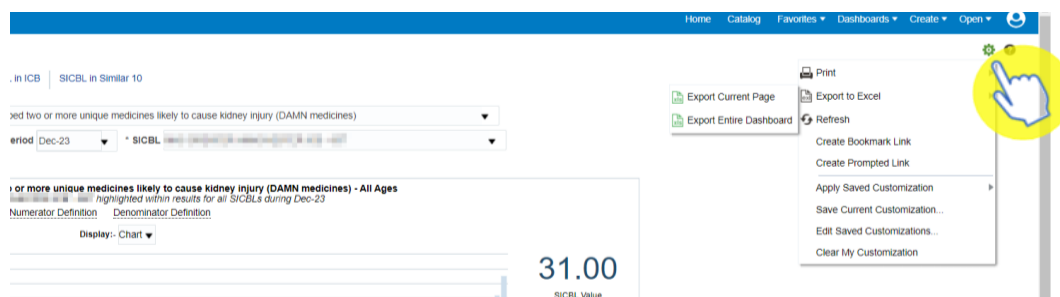 Home Catalog Favorites Dashboards Create Open
. in ICB SICBL in Similar 10
Print
Export to Excel
Export Current Page
Export Entire Dashboard
Refresh
Create Bookmark Link
Create Prompted Link
Apply Saved Customization
Save Current Customization...
Edit Saved Customizations...
Clear My Customization
bed two or more unique medicines likely to cause kidney injury (DAMN medicines)
eriod Dec-23 * SICBL
or more unique medicines likely to cause kidney injury (DAMN medicines) - All Ages
highlighted within results for all SICBLs during Dec-23
Numerator Definition Denominator Definition
Display:- Chart
31.00
SICBL Value